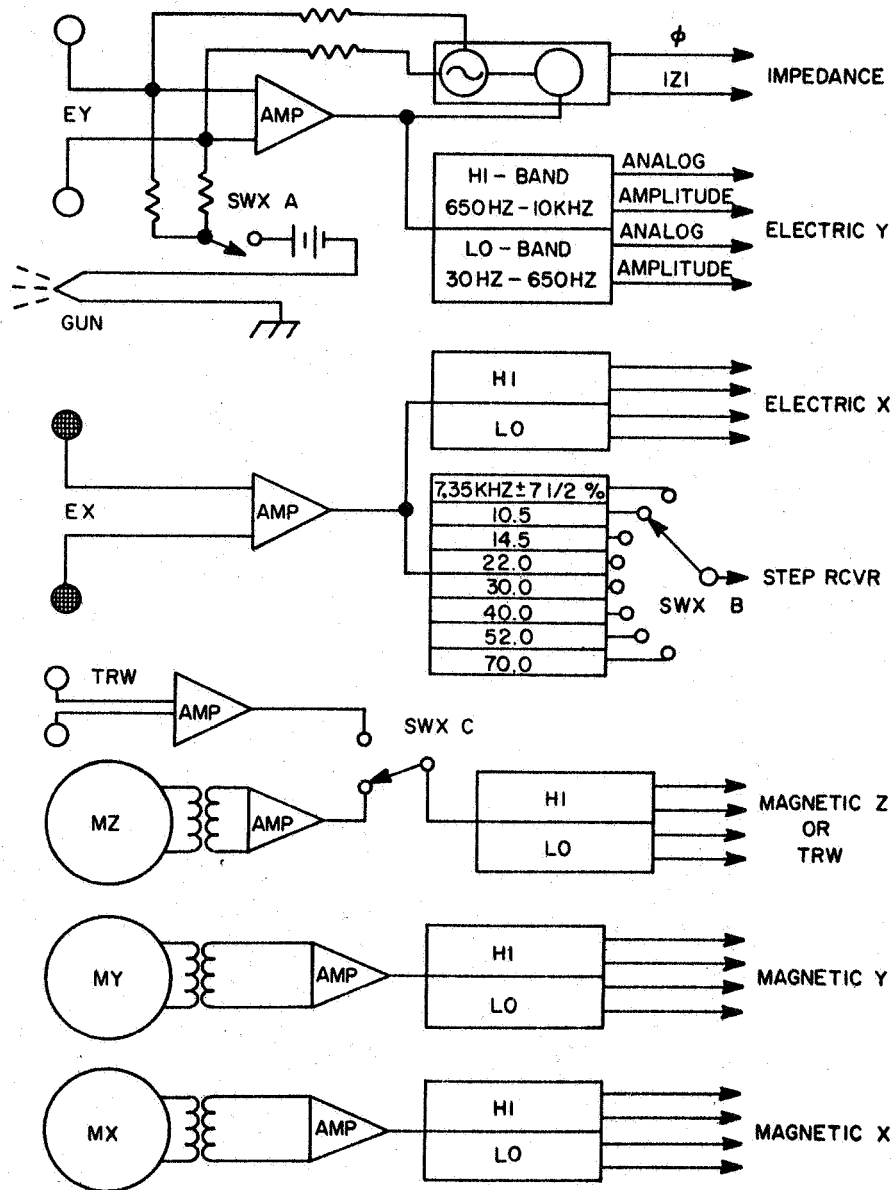 φ
|Z|
IMPEDANCE
EY
AMP
HI - BAND
650HZ-10KHZ
LO - BAND
30HZ - 650HZ
ANALOG
AMPLITUDE
ANALOG
AMPLITUDE
ELECTRIC Y
SWX A
GUN
HI
LO
ELECTRIC X
EX
AMP
7.35KHZ ± 7 1/2 %
10.5
14.5
22.0
30.0
40.0
52.0
70.0
SWX B
STEP RCVR
TRW
AMP
SWX C
MZ
AMP
HI
LO
MAGNETIC Z
OR
TRW
MY
AMP
HI
LO
MAGNETIC Y
MX
AMP
HI
LO
MAGNETIC X